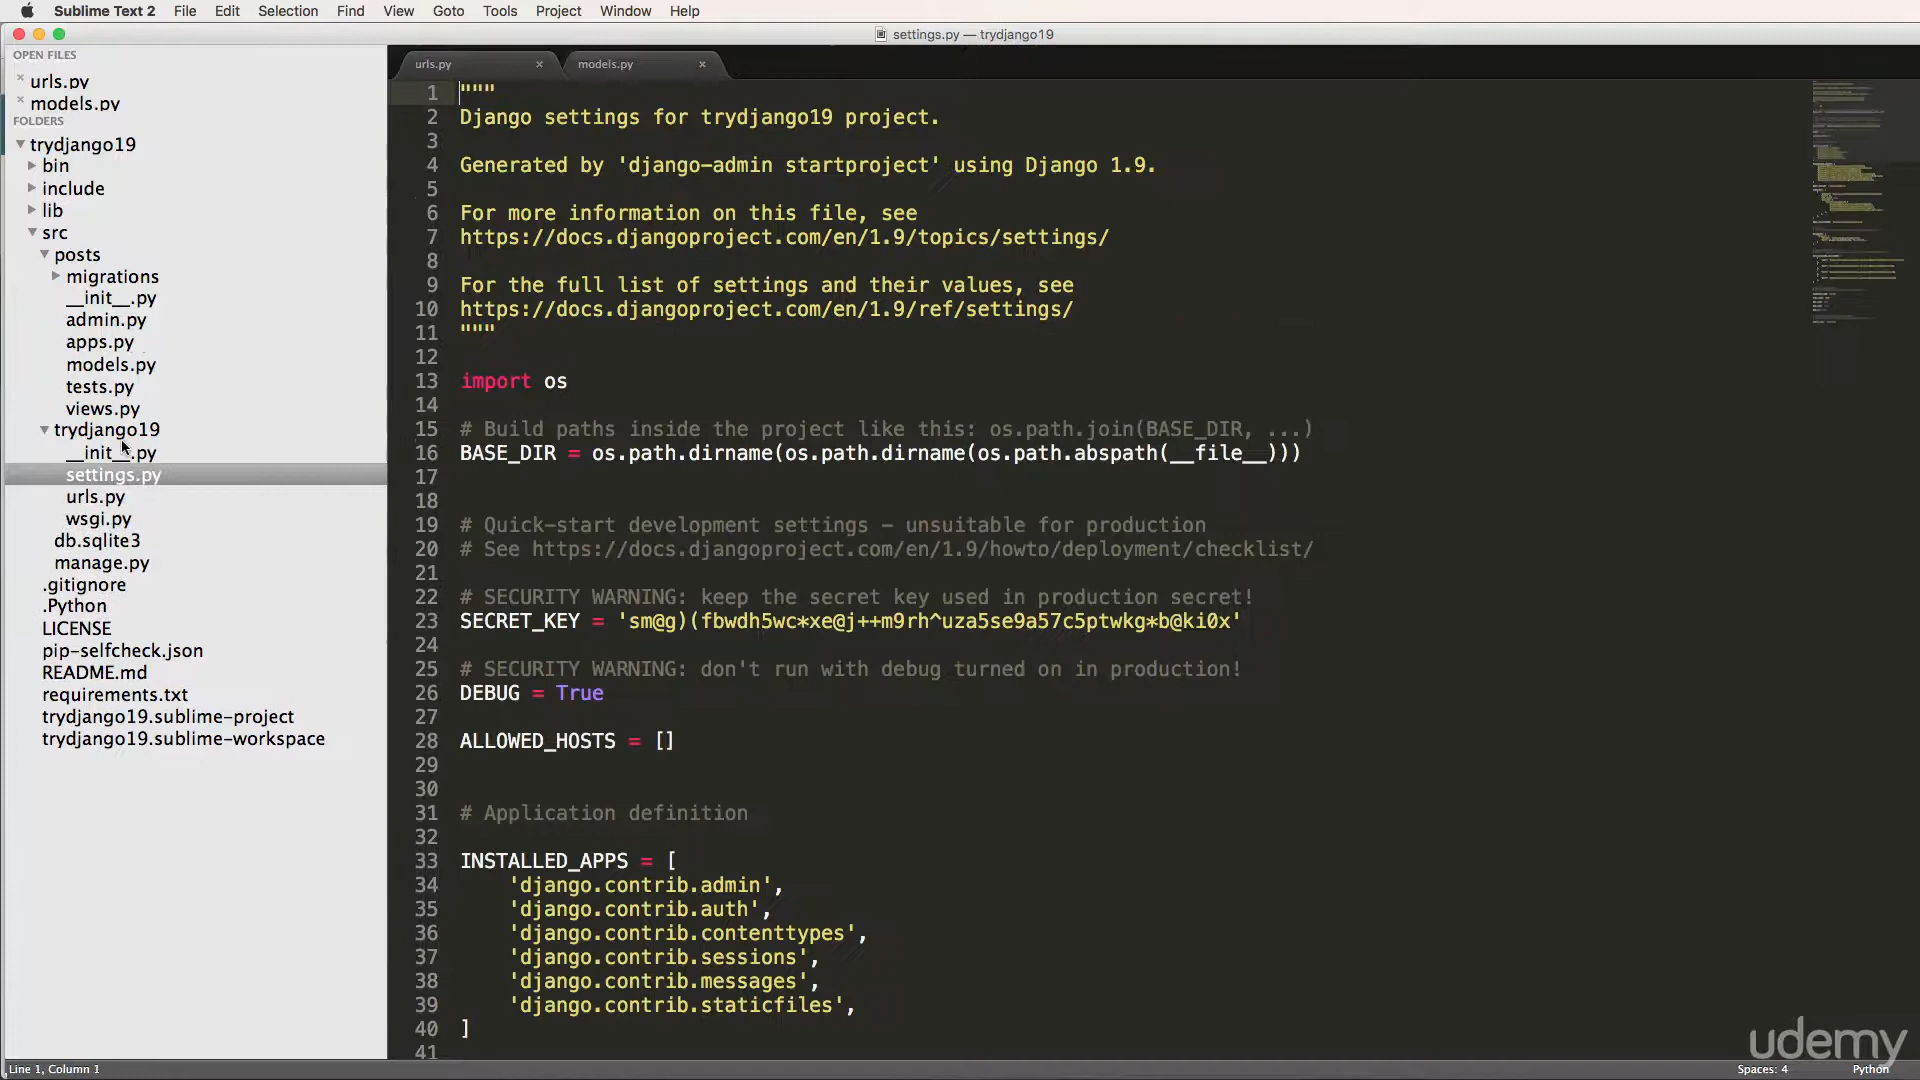 Sublime Text 2 File Edit Selection Find View Goto Tools Project Window Help
settings.py — trydjango19
OPEN FILES
urls.py
models.py
FOLDERS
trydjango19
bin
include
lib
src
posts
migrations
__init__.py
admin.py
apps.py
models.py
tests.py
views.py
trydjango19
__init__.py
settings.py
urls.py
wsgi.py
db.sqlite3
manage.py
.gitignore
.Python
LICENSE
pip-selfcheck.json
README.md
requirements.txt
trydjango19.sublime-project
trydjango19.sublime-workspace
urls.py models.py
1 """
2 Django settings for trydjango19 project.
3
4 Generated by 'django-admin startproject' using Django 1.9.
5
6 For more information on this file, see
7 https://docs.djangoproject.com/en/1.9/topics/settings/
8
9 For the full list of settings and their values, see
10 https://docs.djangoproject.com/en/1.9/ref/settings/
11 """
12
13 import os
14
15 # Build paths inside the project like this: os.path.join(BASE_DIR, ...)
16 BASE_DIR = os.path.dirname(os.path.dirname(os.path.abspath(__file__)))
17
18
19 # Quick-start development settings - unsuitable for production
20 # See https://docs.djangoproject.com/en/1.9/howto/deployment/checklist/
21
22 # SECURITY WARNING: keep the secret key used in production secret!
23 SECRET_KEY = 'sm@g)(fbwdh5wc*xe@j++m9rh^uza5se9a57c5ptwkg*b@ki0x'
24
25 # SECURITY WARNING: don't run with debug turned on in production!
26 DEBUG = True
27
28 ALLOWED_HOSTS = []
29
30
31 # Application definition
32
33 INSTALLED_APPS = [
34 'django.contrib.admin',
35 'django.contrib.auth',
36 'django.contrib.contenttypes',
37 'django.contrib.sessions',
38 'django.contrib.messages',
39 'django.contrib.staticfiles',
40 ]
41
udemy
Line 1, Column 1
Spaces: 4 Python